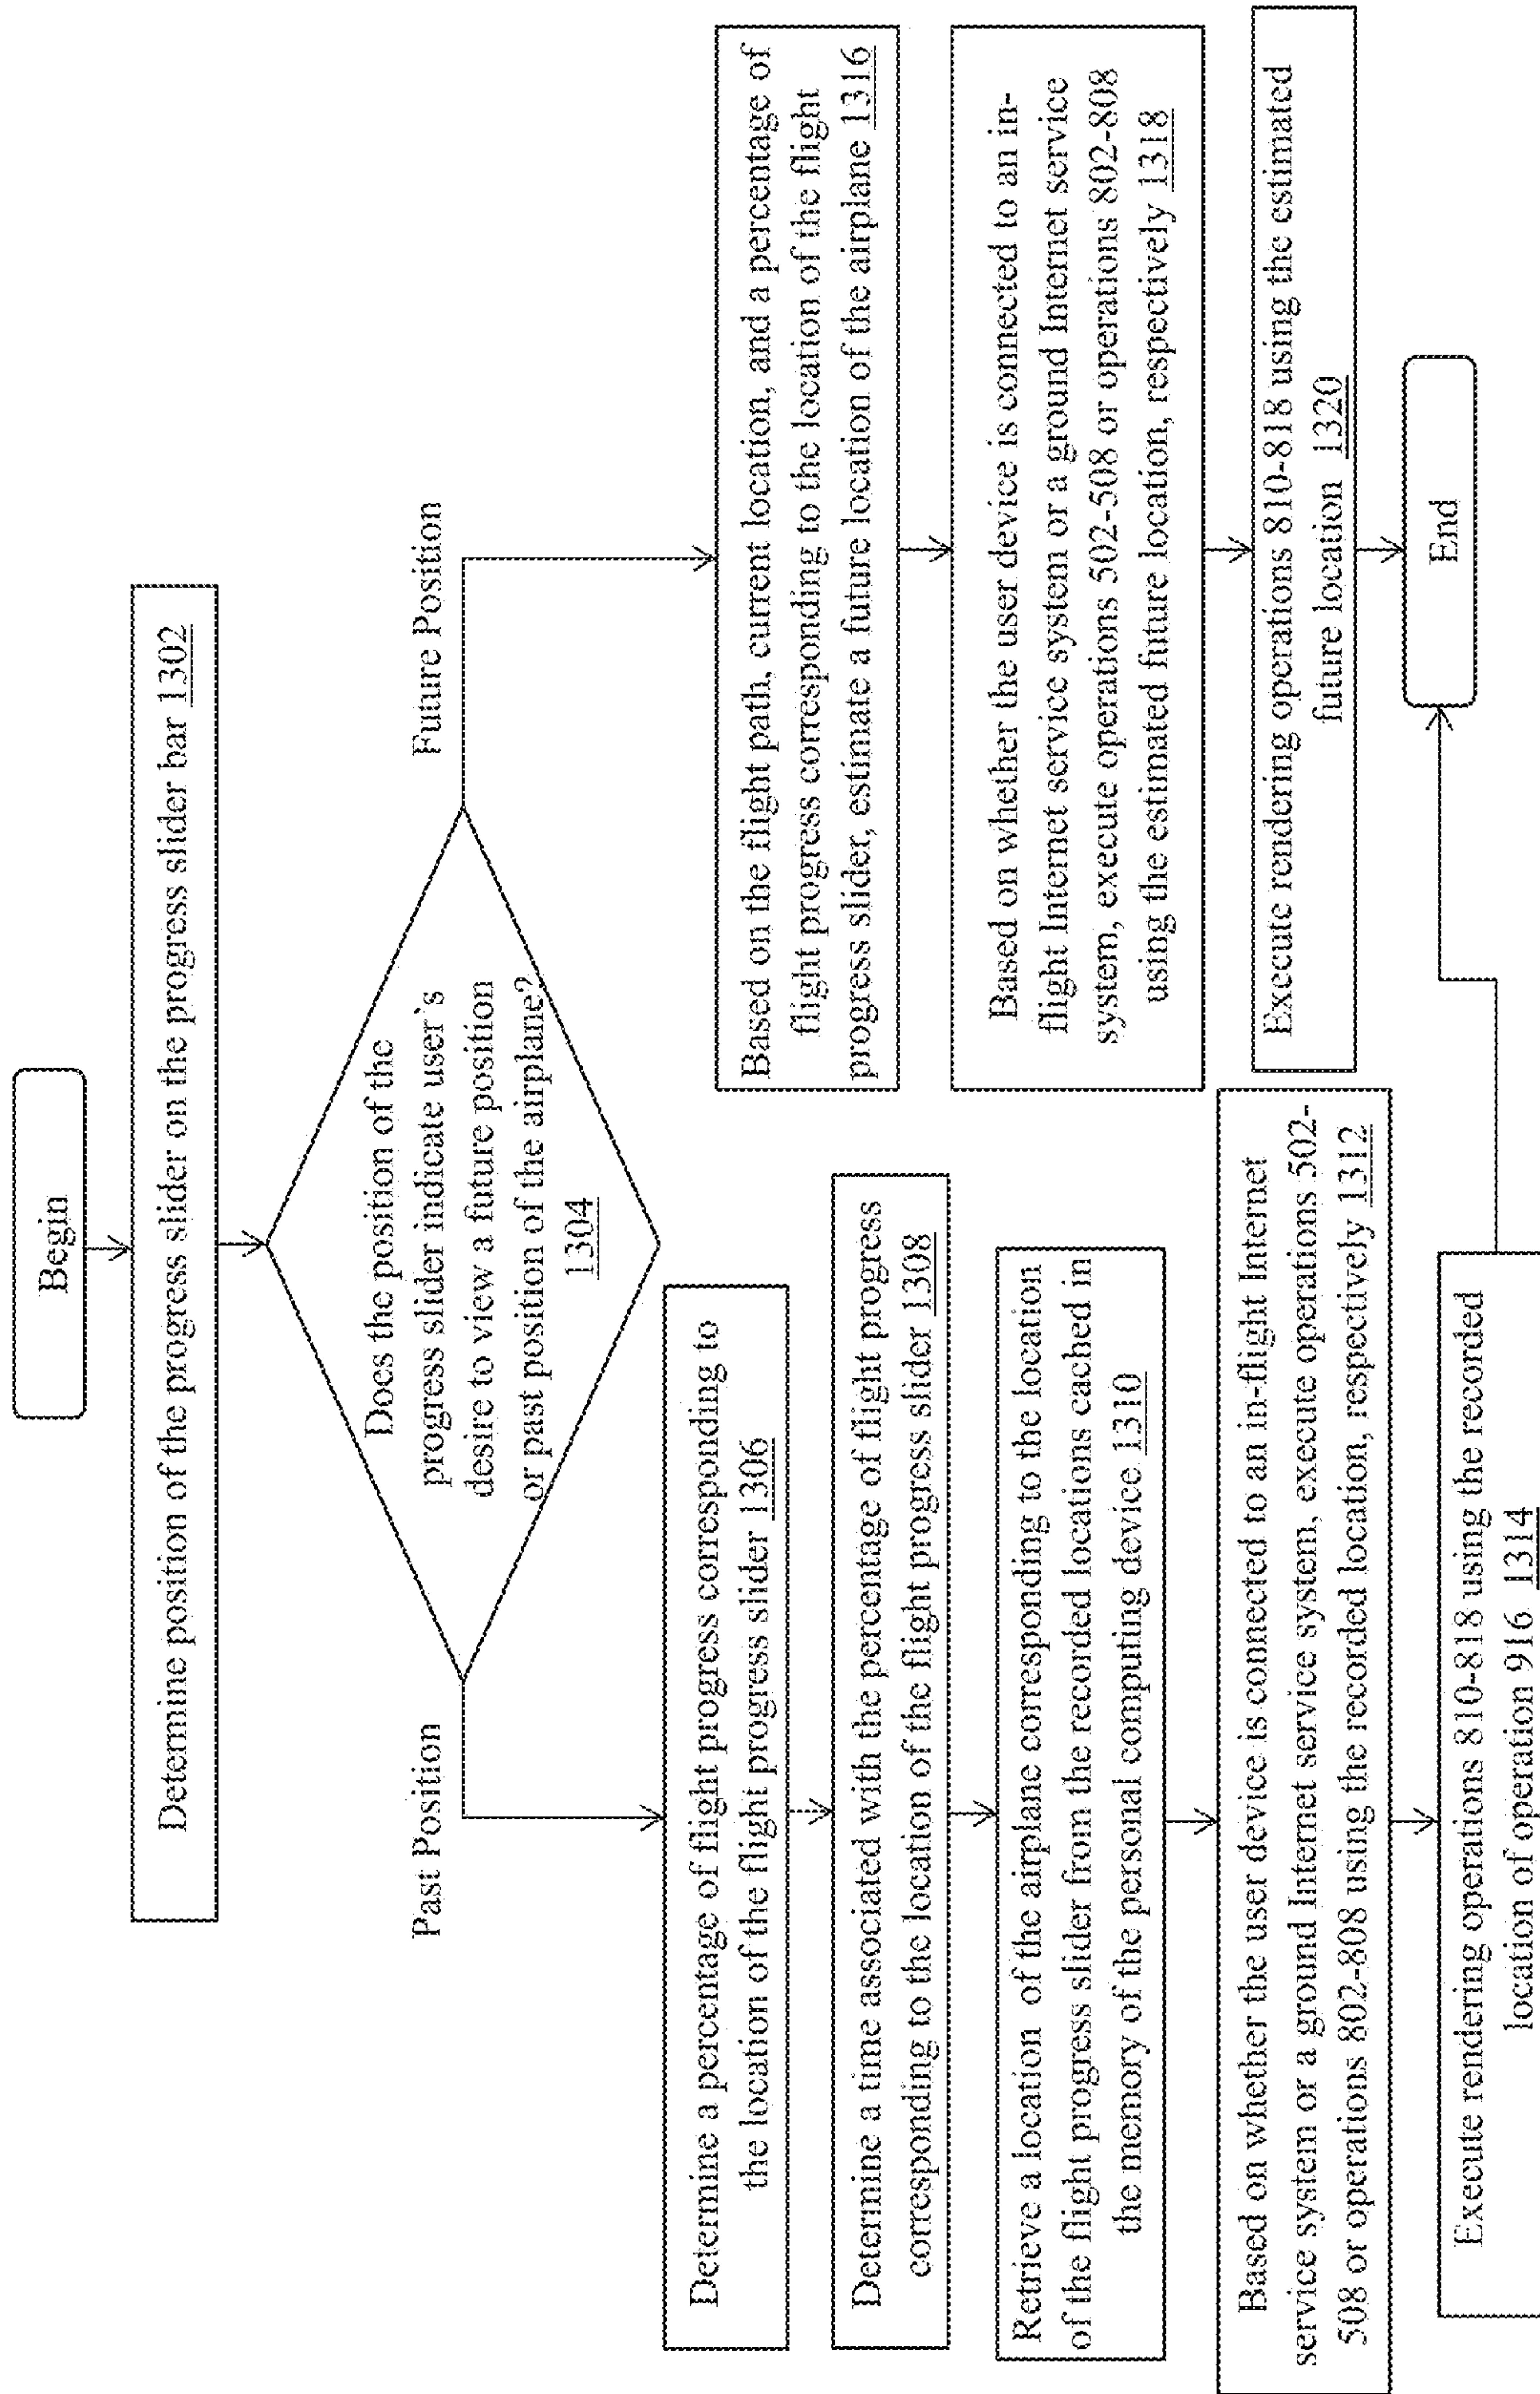 Begin
Determine position of the progress slider on the progress slider bar 1302
Does the position of the
progress slider indicate user's
desire to view a future position
or past position of the airplane?
1304
Past Position
Future Position
Determine a percentage of flight progress corresponding to
the location of the flight progress slider 1306
Determine a time associated with the percentage of flight progress
corresponding to the location of the flight progress slider 1308
Retrieve a location of the airplane corresponding to the location
of the flight progress slider from the recorded locations cached in
the memory of the personal computing device 1310
Based on whether the user device is connected to an in-flight Internet
service system or a ground Internet service system, execute operations 502-
508 or operations 802-808 using the recorded location, respectively 1312
Execute rendering operations 810-818 using the recorded
location of operation 916 1314
Based on the flight path, current location, and a percentage of
flight progress corresponding to the location of the flight
progress slider, estimate a future location of the airplane 1316
Based on whether the user device is connected to an in-
flight Internet service system or a ground Internet service
system, execute operations 502-508 or operations 802-808
using the estimated future location, respectively 1318
Execute rendering operations 810-818 using the estimated
future location 1320
End